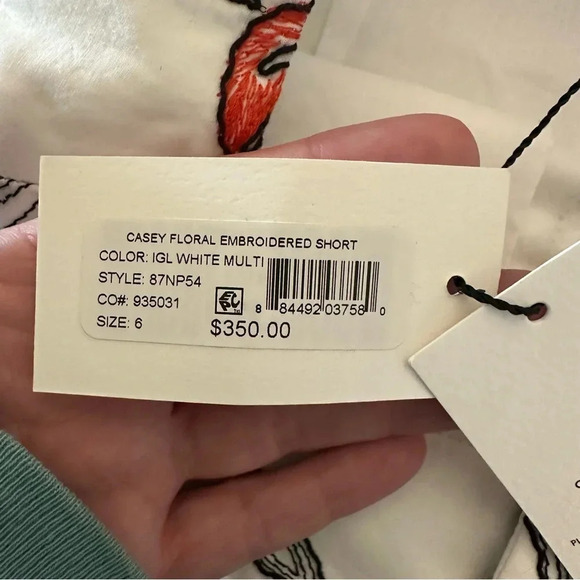 CASEY FLORAL EMBROIDERED SHORT
COLOR: IGL WHITE MULTI
STYLE: 87NP54
CO#: 935031
SIZE: 6
8 84492 03758 0
$350.00